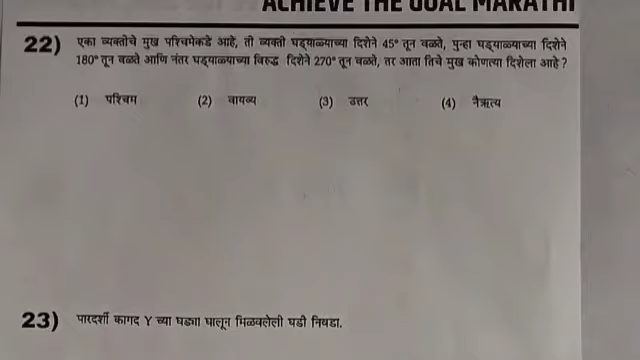 ACHIEVE THE GOAL MARATHI
22) एका व्यक्तीचे मुख पश्चिमेकडे आहे, ती व्यक्ती घड्याळ्याच्या दिशेने 45° तून वळते, पुन्हा घड्याळ्याच्या दिशेने
180° तून वळते आणि नंतर घड्याळ्याच्या विरुद्ध दिशेने 270° तून वळते, तर आता तिचे मुख कोणत्या दिशेला आहे ?
(1) पश्चिम (2) वायव्य (3) उत्तर (4) नैऋत्य
23) पारदर्शी कागद Y च्या घड्या घालून मिळवलेली घडी निवडा.